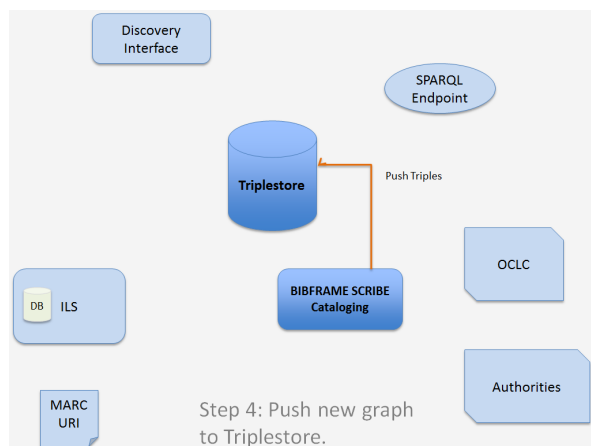 Discovery
Interface
SPARQL
Endpoint
Triplestore
Push Triples
OCLC
BIBFRAME SCRIBE
Cataloging
DB
ILS
Authorities
MARC
URI
Step 4: Push new graph
to Triplestore.